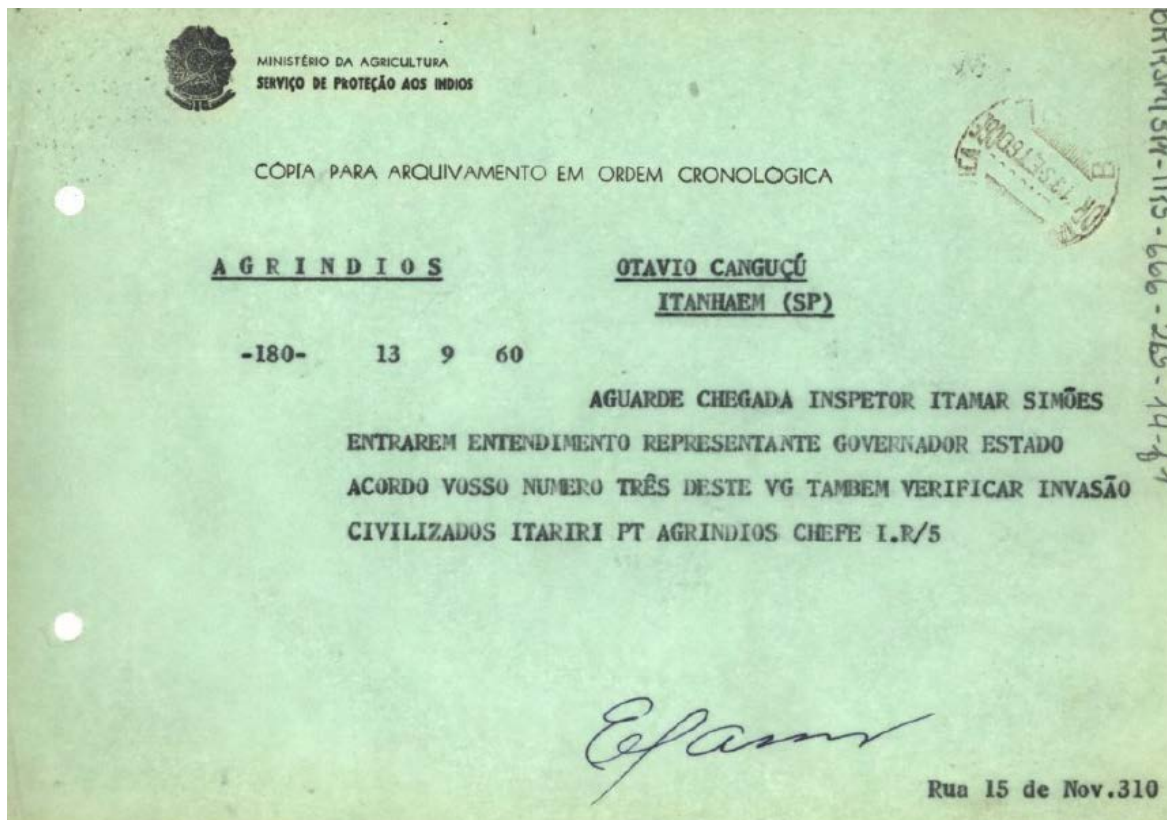 MINISTÉRIO DA AGRICULTURA
SERVIÇO DE PROTEÇÃO AOS INDIOS
CÓPIA PARA ARQUIVAMENTO EM ORDEM CRONOLÓGICA
A G R I N D I O S
OTAVIO CANGUÇÚ
ITANHAEM (SP)
-180- 13 9 60
AGUARDE CHEGADA INSPETOR ITAMAR SIMÕES
ENTRAREM ENTENDIMENTO REPRESENTANTE GOVERNADOR ESTADO
ACORDO VOSSO NUMERO TRÊS DESTE VG TAMBEM VERIFICAR INVASÃO
CIVILIZADOS ITARIRI PT AGRINDIOS CHEFE I.R/5
Rua 15 de Nov.310